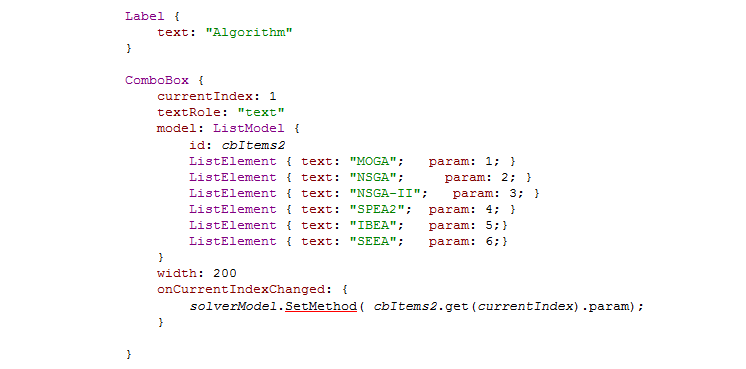 Label {
    text: "Algorithm"
}
ComboBox {
    currentIndex: 1
    textRole: "text"
    model: ListModel {
        id: cbItems2
        ListElement { text: "MOGA";   param: 1; }
        ListElement { text: "NSGA";     param: 2; }
        ListElement { text: "NSGA-II";   param: 3; }
        ListElement { text: "SPEA2";  param: 4; }
        ListElement { text: "IBEA";   param: 5;}
        ListElement { text: "SEEA";   param: 6;}
    }
    width: 200
    onCurrentIndexChanged: {
        solverModel.SetMethod( cbItems2.get(currentIndex).param);
    }
}